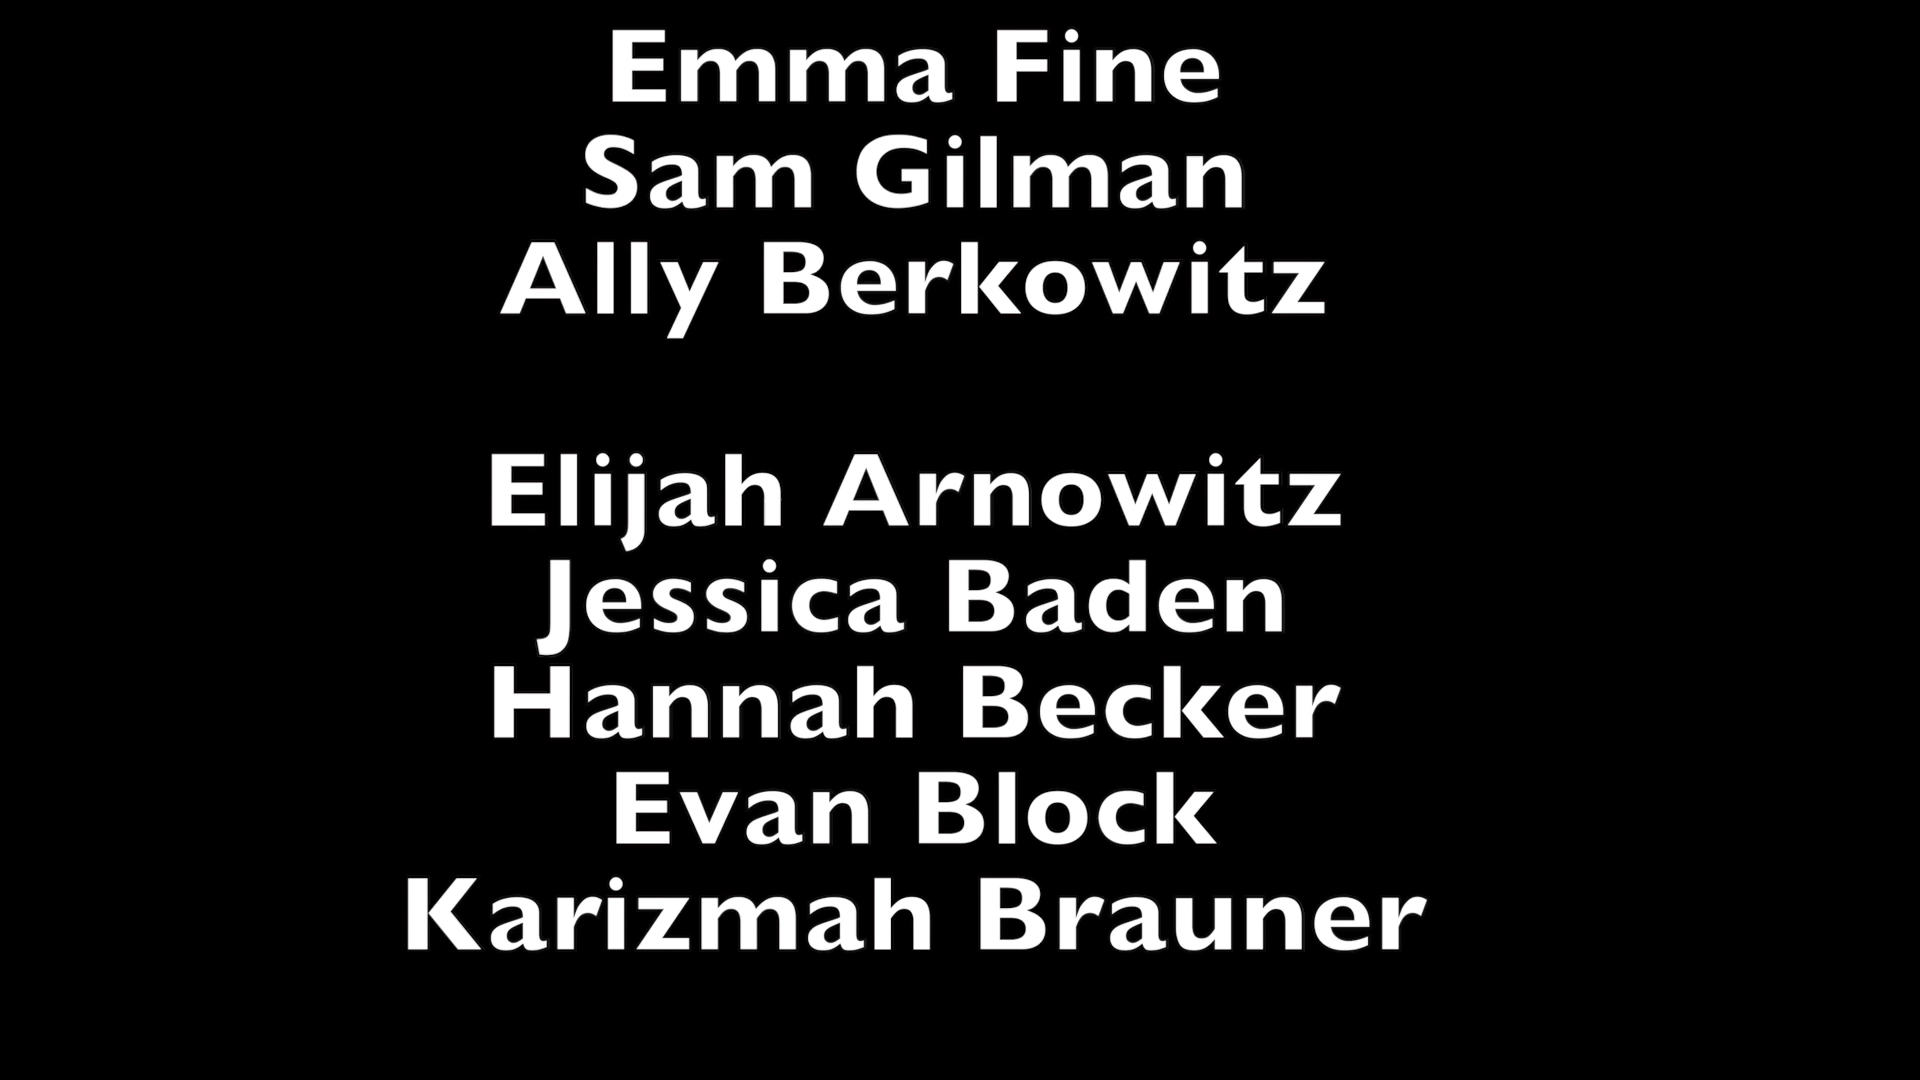 Emma Fine
Sam Gilman
Ally Berkowitz
Elijah Arnowitz
Jessica Baden
Hannah Becker
Evan Block
Karizmah Brauner